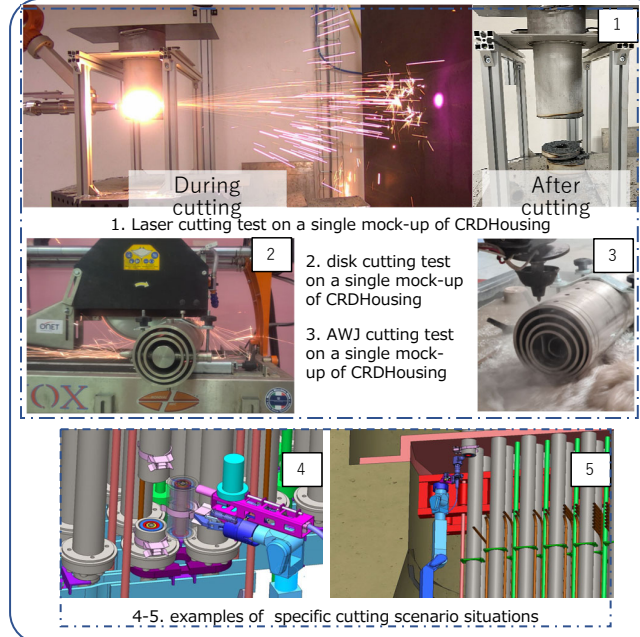 1
During
cutting
After
cutting
1. Laser cutting test on a single mock-up of CRDHousing
2
2. disk cutting test
on a single mock-up
of CRDHousing
3. AWJ cutting test
on a single mock-
up of CRDHousing
3
ONET
OX
4
5
4-5. examples of specific cutting scenario situations